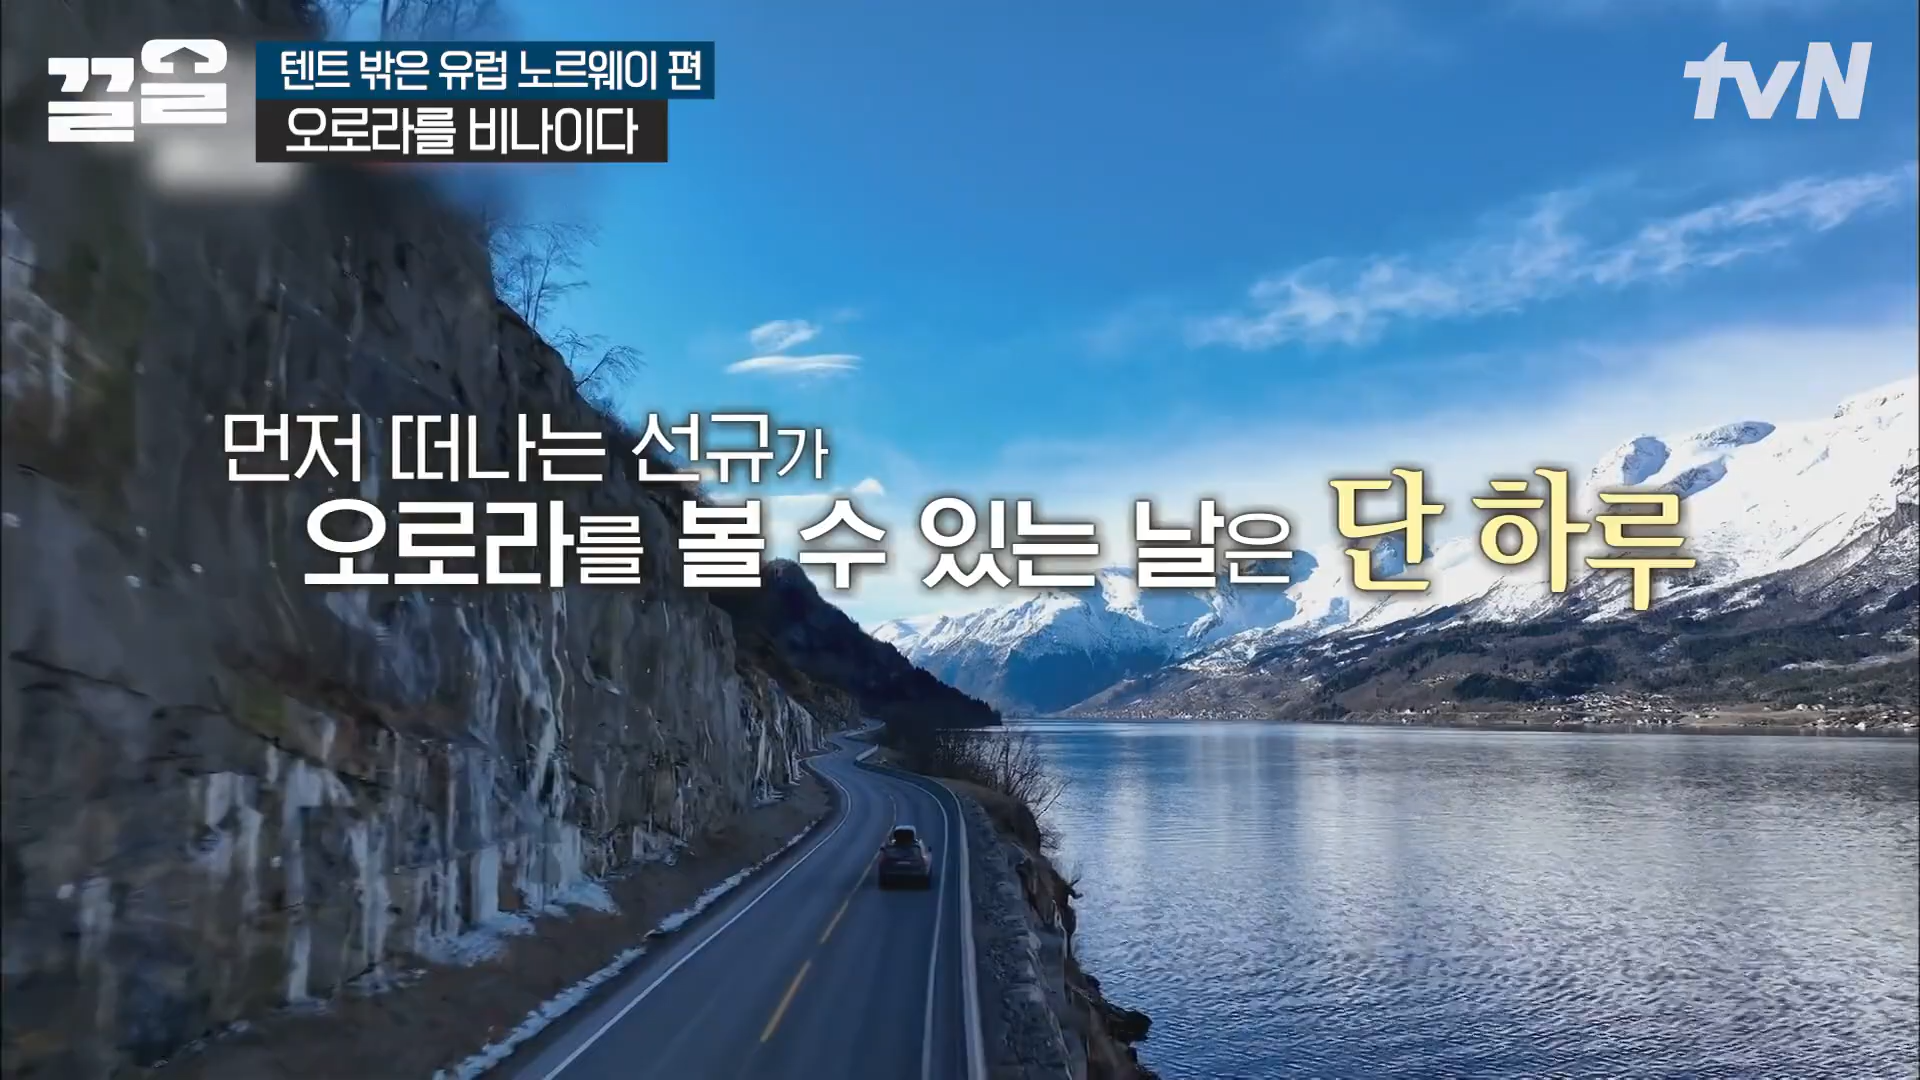 끌올
텐트 밖은 유럽 노르웨이 편
오로라를 비나이다
tvN
먼저 떠나는 선규가
오로라를 볼 수 있는 날은 단 하루